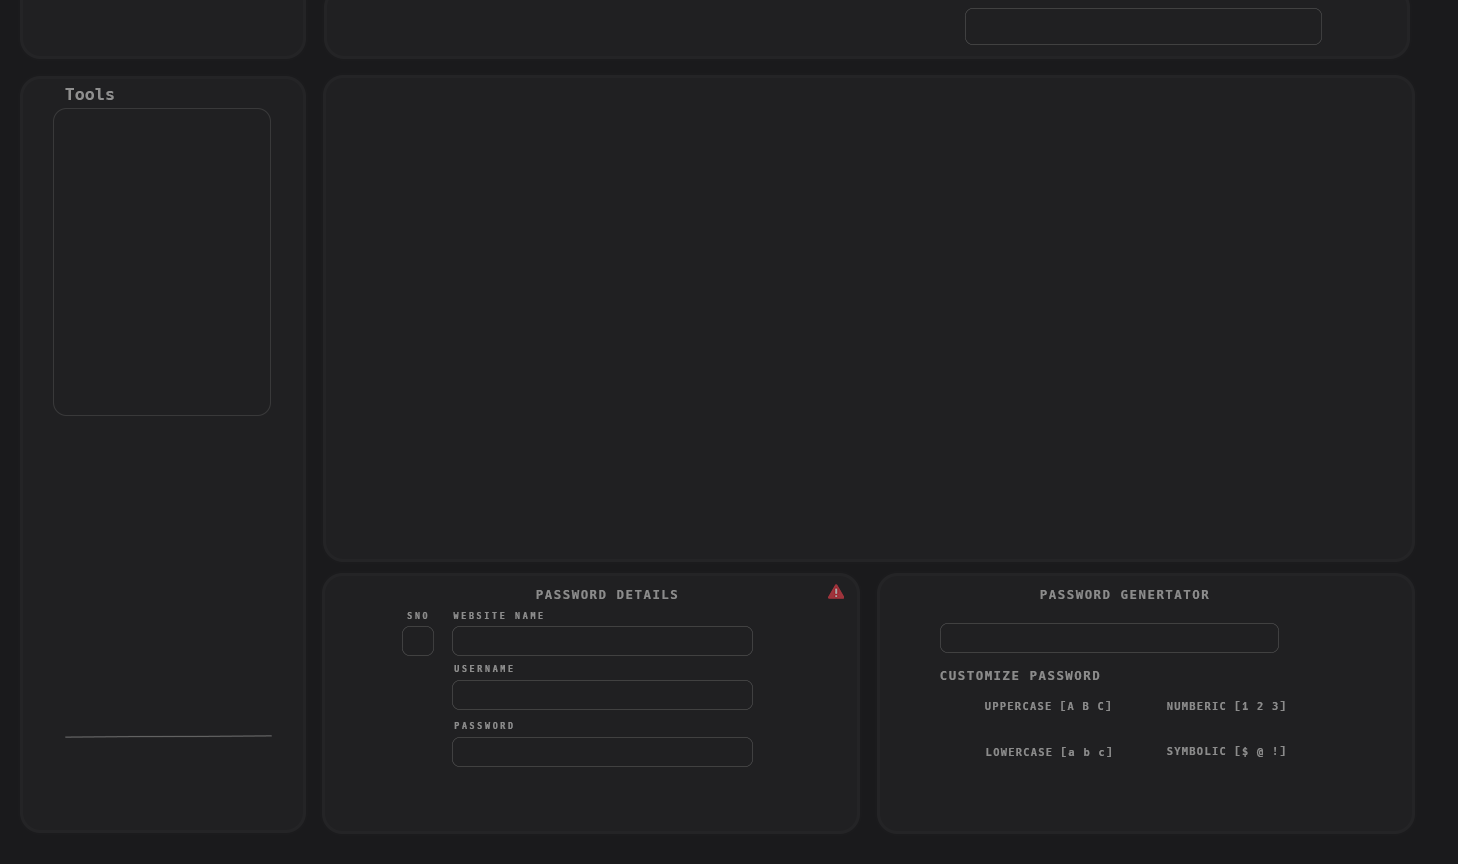 Tools
PASSWORD DETAILS
SNO
WEBSITE NAME
USERNAME
PASSWORD
PASSWORD GENERTATOR
CUSTOMIZE PASSWORD
UPPERCASE [A B C]
NUMBERIC [1 2 3]
LOWERCASE [a b c]
SYMBOLIC [$ @ !]